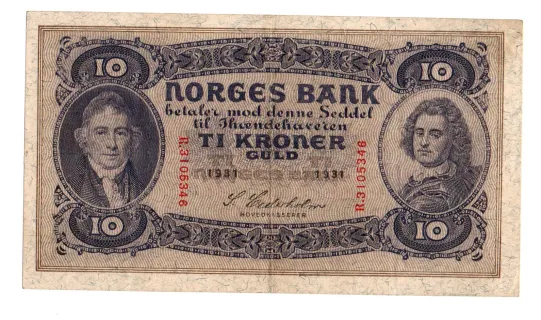 10 10
NORGES BANK
betaler mod denne Seddel
til Ihændehaveren
TI KRONER
GULD
1931 1931
R.3105346
R.3105346
HOVEDKASSERER
10 10